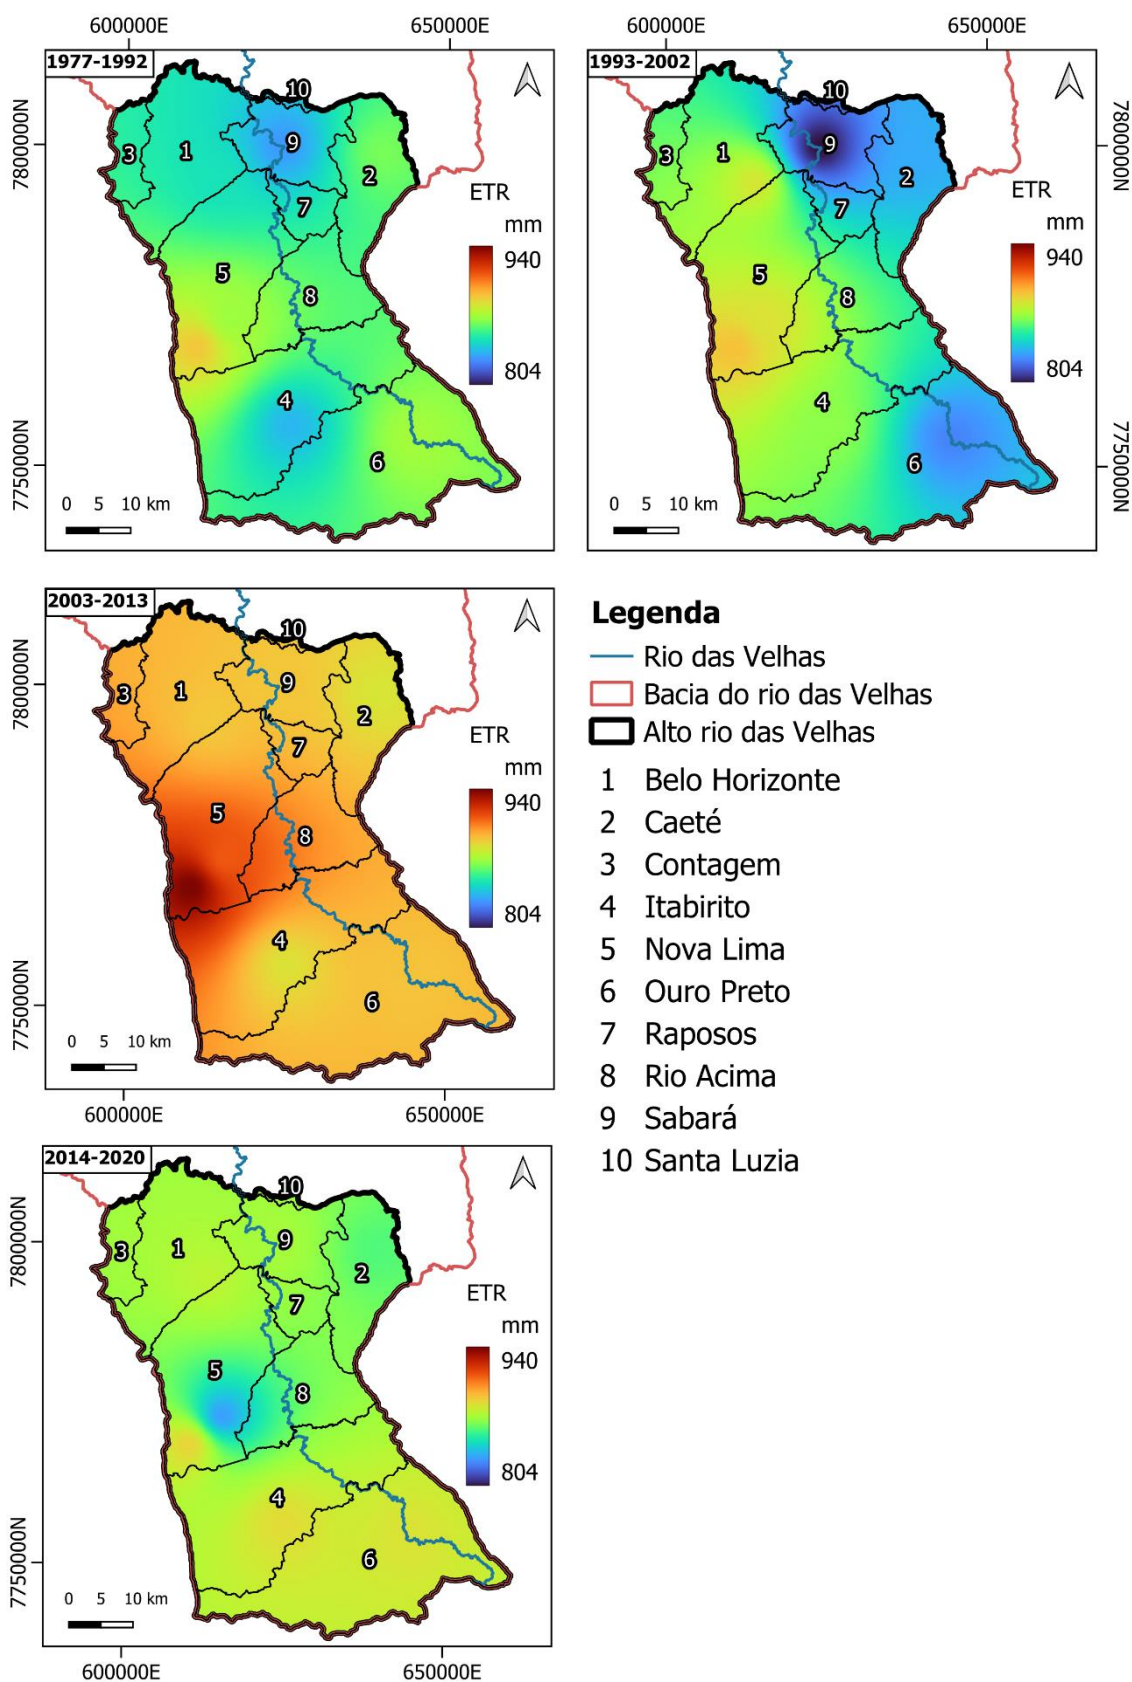 600000E 650000E 600000E 650000E
1977-1992
10
3 1 9 2
7
5
8
4
6
ETR
mm
940
804
0 5 10 km
7800000N
7750000N
1993-2002
10
3 1 9 2
7
5
8
4
6
ETR
mm
940
804
0 5 10 km
7800000N
7750000N
2003-2013
10
3 1 9 2
7
5
8
4
6
ETR
mm
940
804
0 5 10 km
7800000N
7750000N
600000E 650000E
Legenda
Rio das Velhas
Bacia do rio das Velhas
Alto rio das Velhas
1 Belo Horizonte
2 Caeté
3 Contagem
4 Itabirito
5 Nova Lima
6 Ouro Preto
7 Raposos
8 Rio Acima
9 Sabará
10 Santa Luzia
2014-2020
10
3 1 9 2
7
5
8
4
6
ETR
mm
940
804
0 5 10 km
7800000N
7750000N
600000E 650000E